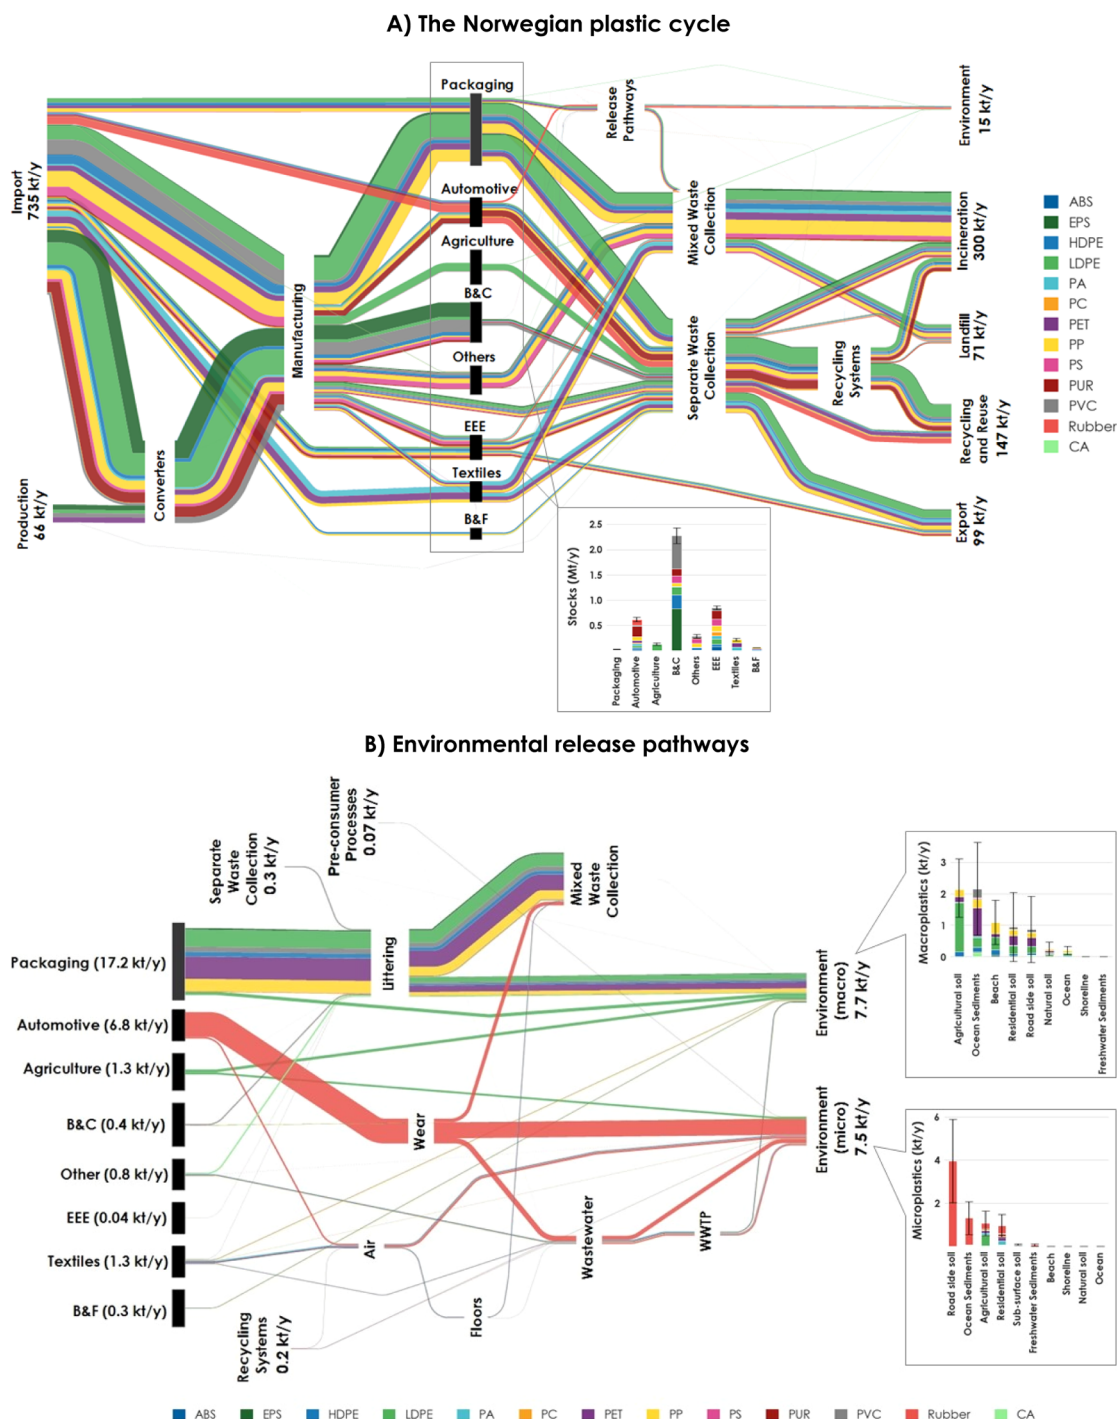 A) The Norwegian plastic cycle
Import
735 kt/y
Production
66 kt/y
Converters
Manufacturing
Packaging
Automotive
Agriculture
B&C
Others
EEE
Textiles
B&F
Release
Pathways
Mixed Waste
Collection
Separate Waste
Collection
Recycling
Systems
Environment
15 kt/y
Incineration
300 kt/y
Landfill
71 kt/y
Recycling
and Reuse
147 kt/y
Export
99 kt/y
ABS
EPS
HDPE
LDPE
PA
PC
PET
PP
PS
PUR
PVC
Rubber
CA
Stocks (Mt/y)
2.5
2.0
1.5
1.0
0.5
Packaging
Automotive
Agriculture
B&C
Others
EEE
Textiles
B&F
B) Environmental release pathways
Separate
Waste
Collection
0.3 kt/y
Pre-consumer
Processes
0.07 kt/y
Packaging (17.2 kt/y)
Automotive (6.8 kt/y)
Agriculture (1.3 kt/y)
B&C (0.4 kt/y)
Other (0.8 kt/y)
EEE (0.04 kt/y)
Textiles (1.3 kt/y)
B&F (0.3 kt/y)
Recycling
Systems
0.2 kt/y
Littering
Wear
Air
Floors
Mixed
Waste
Collection
Wastewater
WWTP
Environment
(macro)
7.7 kt/y
Environment
(micro)
7.5 kt/y
Macroplastics (kt/y)
3
2
1
0
Agricultural soil
Ocean Sediments
Beach
Residential soil
Road side soil
Natural soil
Ocean
Shoreline
Freshwater Sediments
Microplastics (kt/y)
6
4
2
Road side soil
Ocean Sediments
Agricultural soil
Residential soil
Sub-surface soil
Freshwater Sediments
Beach
Shoreline
Natural soil
Ocean
ABS EPS HDPE LDPE PA PC PET PP PS PUR PVC Rubber CA